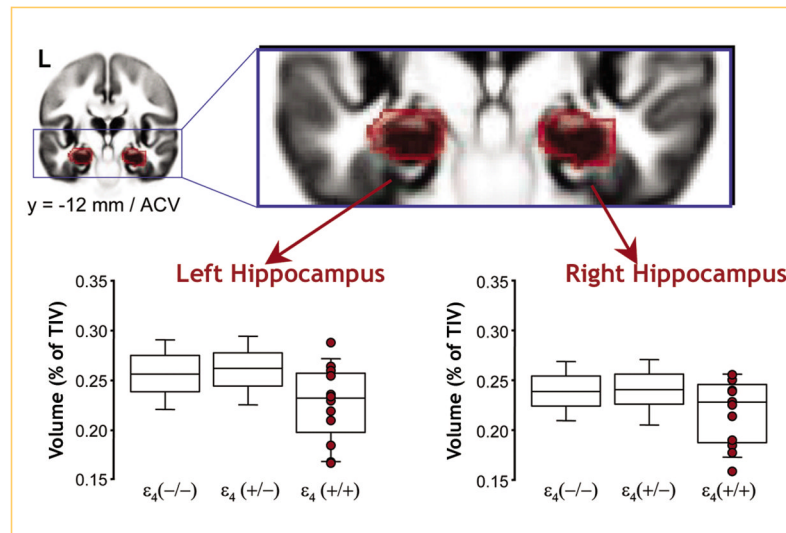 L
y = -12 mm / ACV
Left Hippocampus
Right Hippocampus
Volume (% of TIV)
0.35
0.30
0.25
0.20
0.15
ε₄(−/−)
ε₄ (+/−)
ε₄ (+/+)
Volume (% of TIV)
0.35
0.30
0.25
0.20
0.15
ε₄(−/−)
ε₄(+/−)
ε₄(+/+)